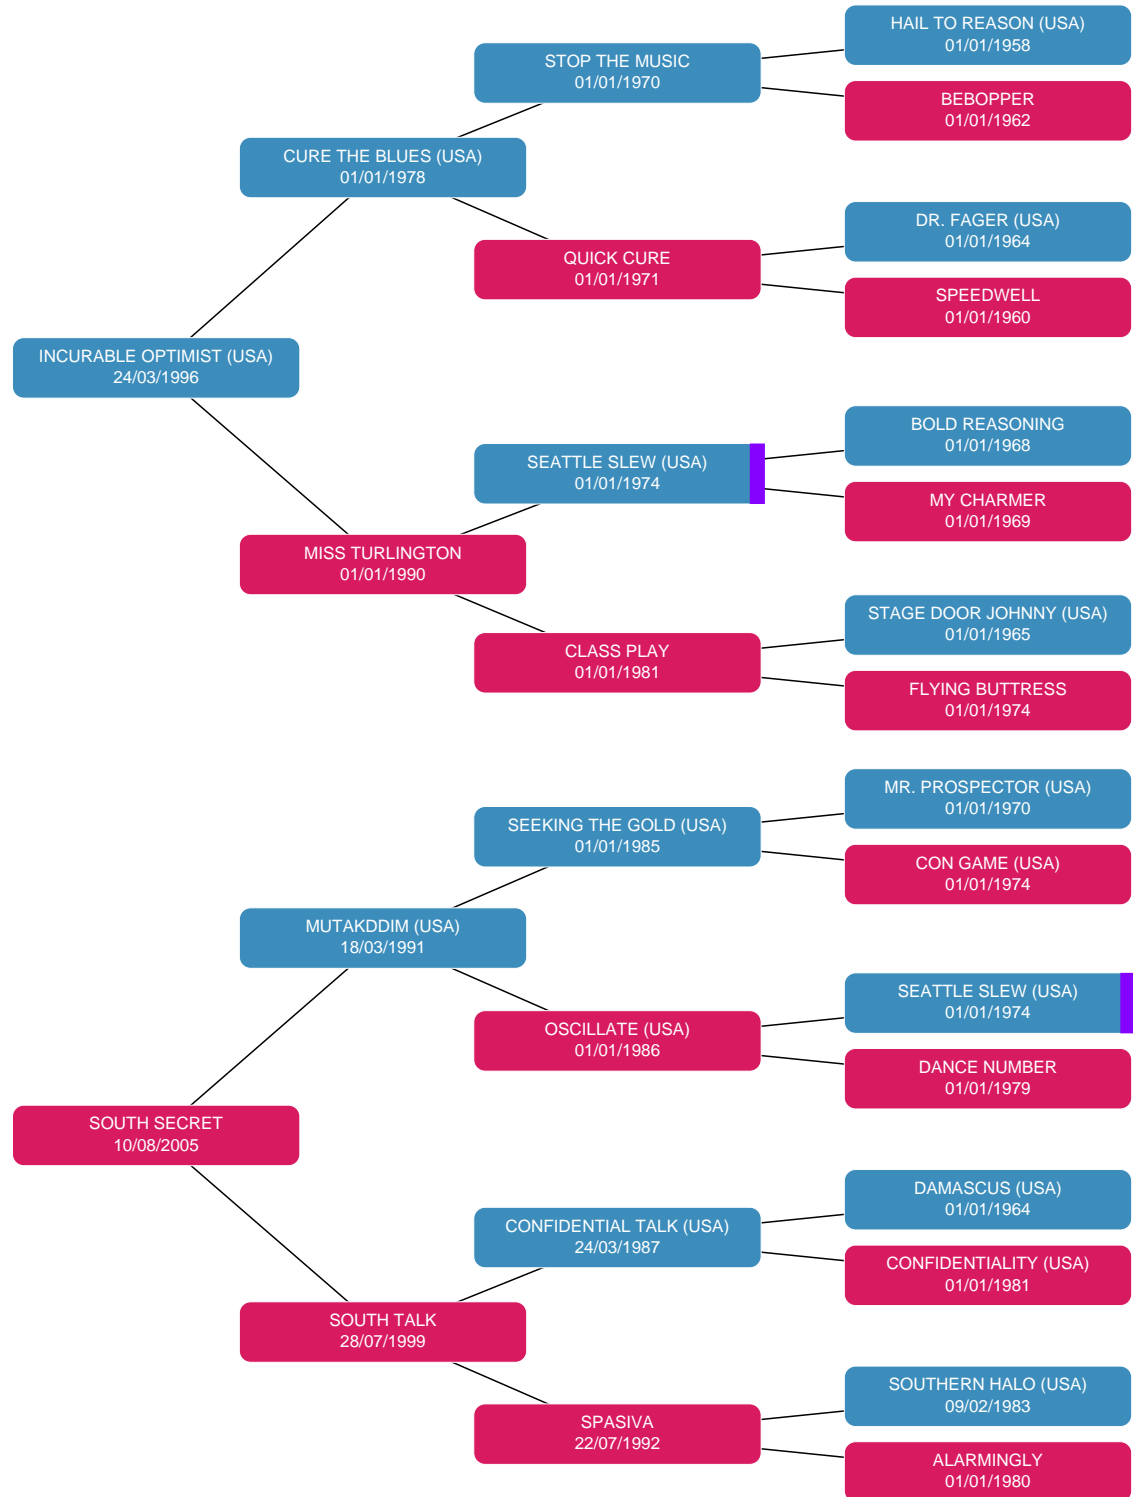 HAIL TO REASON (USA)
01/01/1958
STOP THE MUSIC
01/01/1970
BEBOPPER
01/01/1962
CURE THE BLUES (USA)
01/01/1978
DR. FAGER (USA)
01/01/1964
QUICK CURE
01/01/1971
SPEEDWELL
01/01/1960
INCURABLE OPTIMIST (USA)
24/03/1996
BOLD REASONING
01/01/1968
SEATTLE SLEW (USA)
01/01/1974
MY CHARMER
01/01/1969
MISS TURLINGTON
01/01/1990
STAGE DOOR JOHNNY (USA)
01/01/1965
CLASS PLAY
01/01/1981
FLYING BUTTRESS
01/01/1974
MR. PROSPECTOR (USA)
01/01/1970
SEEKING THE GOLD (USA)
01/01/1985
CON GAME (USA)
01/01/1974
MUTAKDDIM (USA)
18/03/1991
SEATTLE SLEW (USA)
01/01/1974
OSCILLATE (USA)
01/01/1986
DANCE NUMBER
01/01/1979
SOUTH SECRET
10/08/2005
DAMASCUS (USA)
01/01/1964
CONFIDENTIAL TALK (USA)
24/03/1987
CONFIDENTIALITY (USA)
01/01/1981
SOUTH TALK
28/07/1999
SOUTHERN HALO (USA)
09/02/1983
SPASIVA
22/07/1992
ALARMINGLY
01/01/1980